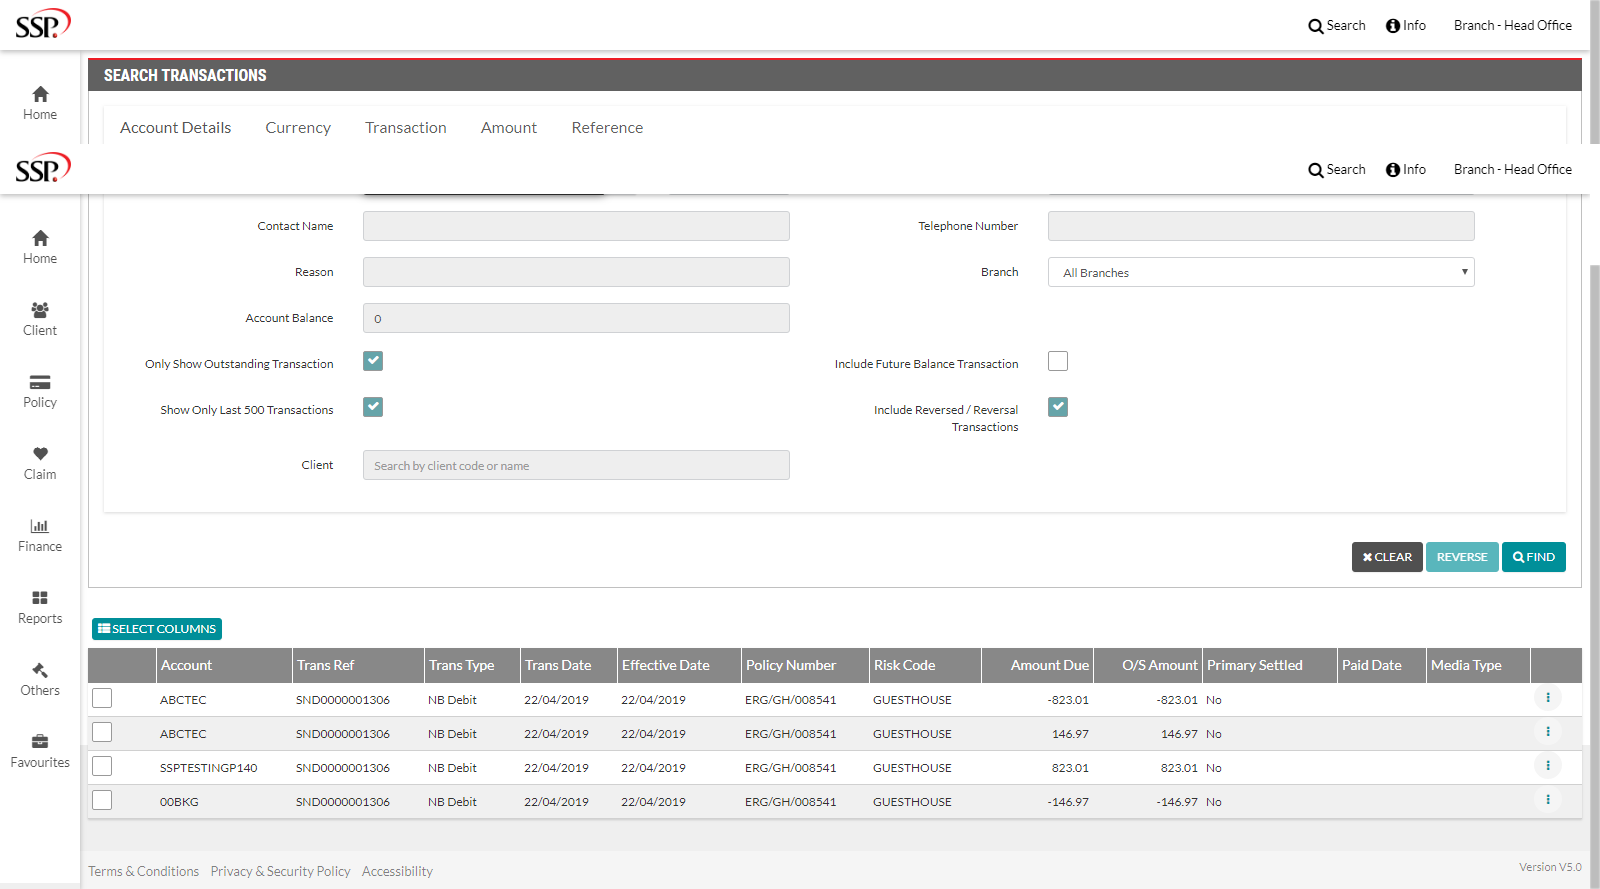 SSP.
Search Info Branch - Head Office
SEARCH TRANSACTIONS
Home
Account Details Currency Transaction Amount Reference
SSP.
Search Info Branch - Head Office
Contact Name Telephone Number
Home
Reason Branch All Branches
Account Balance 0
Client
Only Show Outstanding Transaction Include Future Balance Transaction
Policy
Show Only Last 500 Transactions Include Reversed / Reversal
Transactions
Client Search by client code or name
Claim
Finance
CLEAR REVERSE FIND
Reports
SELECT COLUMNS
Account Trans Ref Trans Type Trans Date Effective Date Policy Number Risk Code Amount Due O/S Amount Primary Settled Paid Date Media Type
Others
ABCTEC SND0000001306 NB Debit 22/04/2019 22/04/2019 ERG/GH/008541 GUESTHOUSE -823.01 -823.01 No
ABCTEC SND0000001306 NB Debit 22/04/2019 22/04/2019 ERG/GH/008541 GUESTHOUSE 146.97 146.97 No
Favourites
SSPTESTINGP140 SND0000001306 NB Debit 22/04/2019 22/04/2019 ERG/GH/008541 GUESTHOUSE 823.01 823.01 No
00BKG SND0000001306 NB Debit 22/04/2019 22/04/2019 ERG/GH/008541 GUESTHOUSE -146.97 -146.97 No
Terms & Conditions Privacy & Security Policy Accessibility Version V5.0